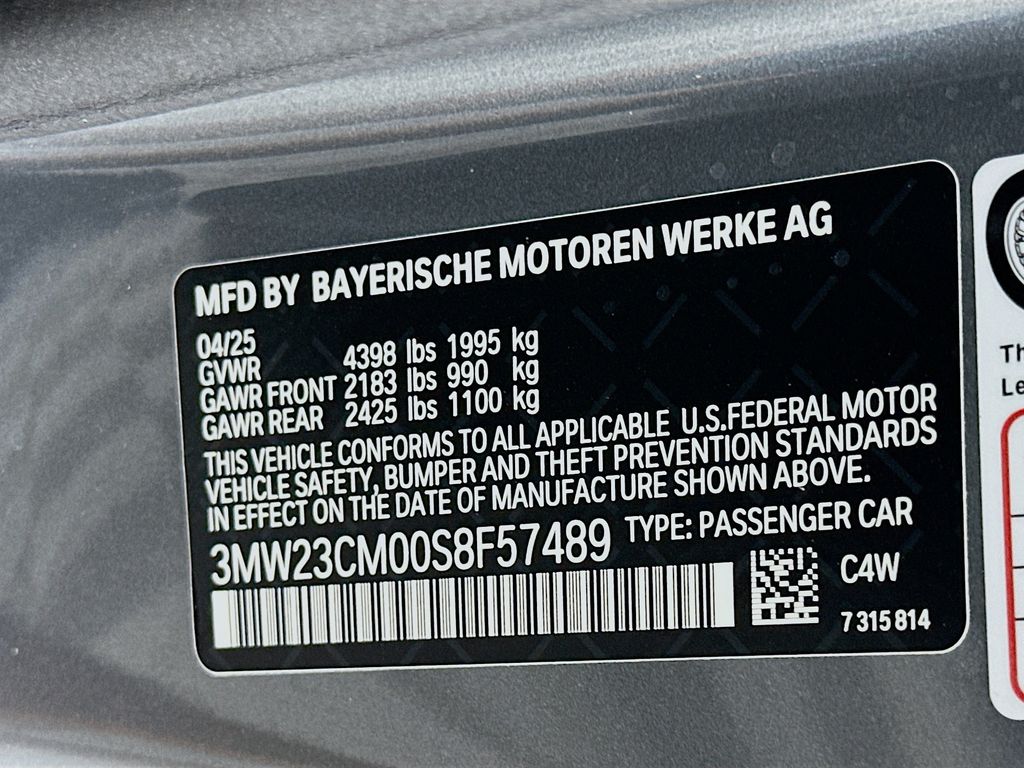 MFD BY BAYERISCHE MOTOREN WERKE AG
04/25
GVWR 4398 lbs 1995 kg
GAWR FRONT 2183 lbs 990 kg
GAWR REAR 2425 lbs 1100 kg
THIS VEHICLE CONFORMS TO ALL APPLICABLE U.S.FEDERAL MOTOR
VEHICLE SAFETY, BUMPER AND THEFT PREVENTION STANDARDS
IN EFFECT ON THE DATE OF MANUFACTURE SHOWN ABOVE.
3MW23CM00S8F57489 TYPE: PASSENGER CAR
C4W
7 315 814
Th
Le